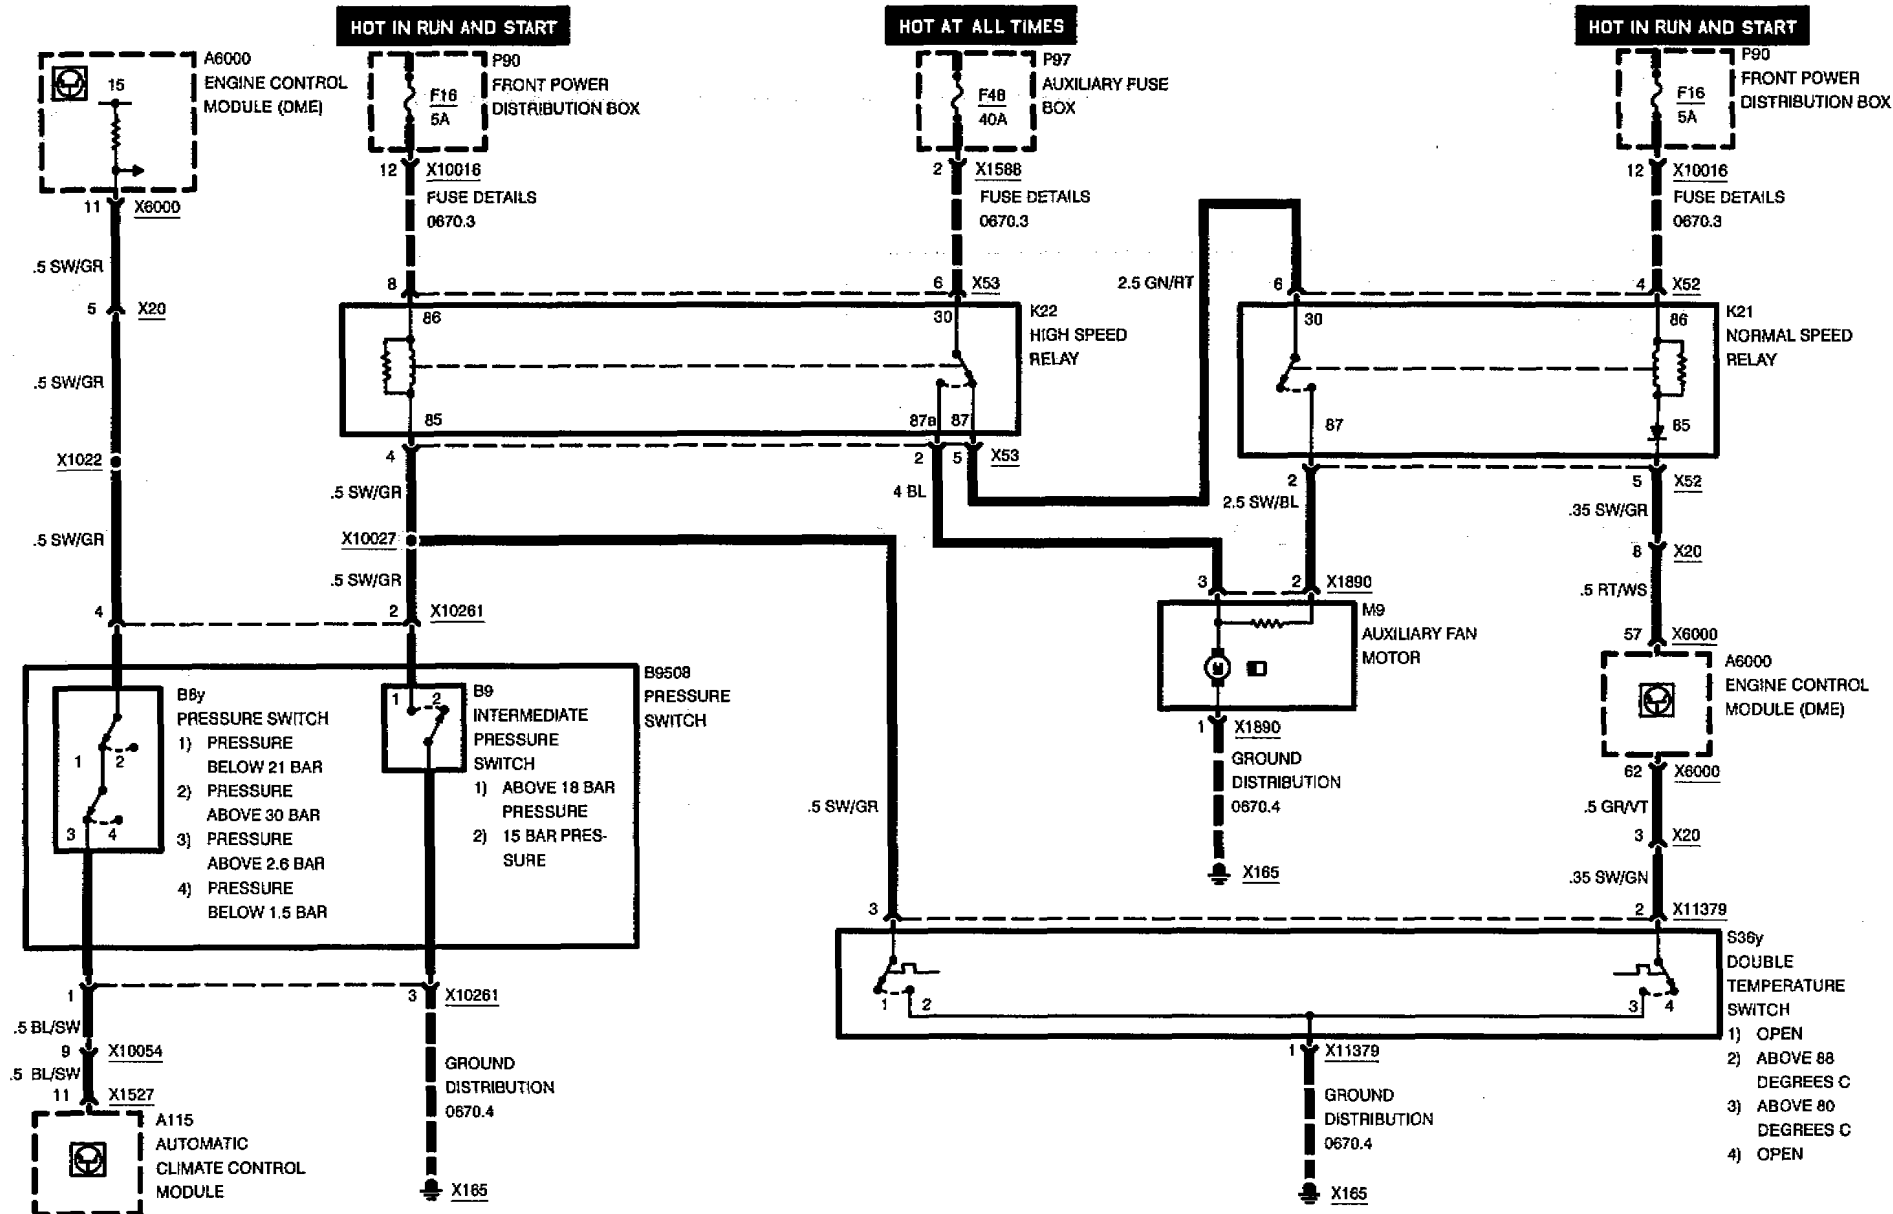 HOT IN RUN AND START
HOT AT ALL TIMES
HOT IN RUN AND START
15
A6000
ENGINE CONTROL
MODULE (DME)
F16
5A
P90
FRONT POWER
DISTRIBUTION BOX
F48
40A
P97
AUXILIARY FUSE
BOX
F16
5A
P90
FRONT POWER
DISTRIBUTION BOX
11 X6000
12 X10016
FUSE DETAILS
0670.3
2 X1588
FUSE DETAILS
0670.3
12 X10016
FUSE DETAILS
0670.3
.5 SW/GR
5 X20
.5 SW/GR
X1022
.5 SW/GR
8
6 X53
2.5 GN/RT
6
4 X52
86
30
K22
HIGH SPEED
RELAY
85
87a 87
30
86
K21
NORMAL SPEED
RELAY
87
85
4
2 5 X53
2
5 X52
.5 SW/GR
4 BL
2.5 SW/BL
.35 SW/GR
X10027
8 X20
.5 SW/GR
.5 RT/WS
4
2 X10261
3
2 X1890
57 X6000
M9
AUXILIARY FAN
MOTOR
M
A6000
ENGINE CONTROL
MODULE (DME)
B9508
PRESSURE
SWITCH
B8y
PRESSURE SWITCH
1) PRESSURE
BELOW 21 BAR
2) PRESSURE
ABOVE 30 BAR
3) PRESSURE
ABOVE 2.6 BAR
4) PRESSURE
BELOW 1.5 BAR
1 2
3 4
1 2
B9
INTERMEDIATE
PRESSURE
SWITCH
1) ABOVE 18 BAR
PRESSURE
2) 15 BAR PRES-
SURE
1 X1890
GROUND
DISTRIBUTION
0670.4
X165
62 X6000
.5 GR/VT
3 X20
.35 SW/GN
.5 SW/GR
3
2 X11379
1 2
3 4
S36y
DOUBLE
TEMPERATURE
SWITCH
1) OPEN
2) ABOVE 88
DEGREES C
3) ABOVE 80
DEGREES C
4) OPEN
1
3 X10261
.5 BL/SW
9 X10054
.5 BL/SW
11 X1527
A115
AUTOMATIC
CLIMATE CONTROL
MODULE
GROUND
DISTRIBUTION
0670.4
X165
1 X11379
GROUND
DISTRIBUTION
0670.4
X165